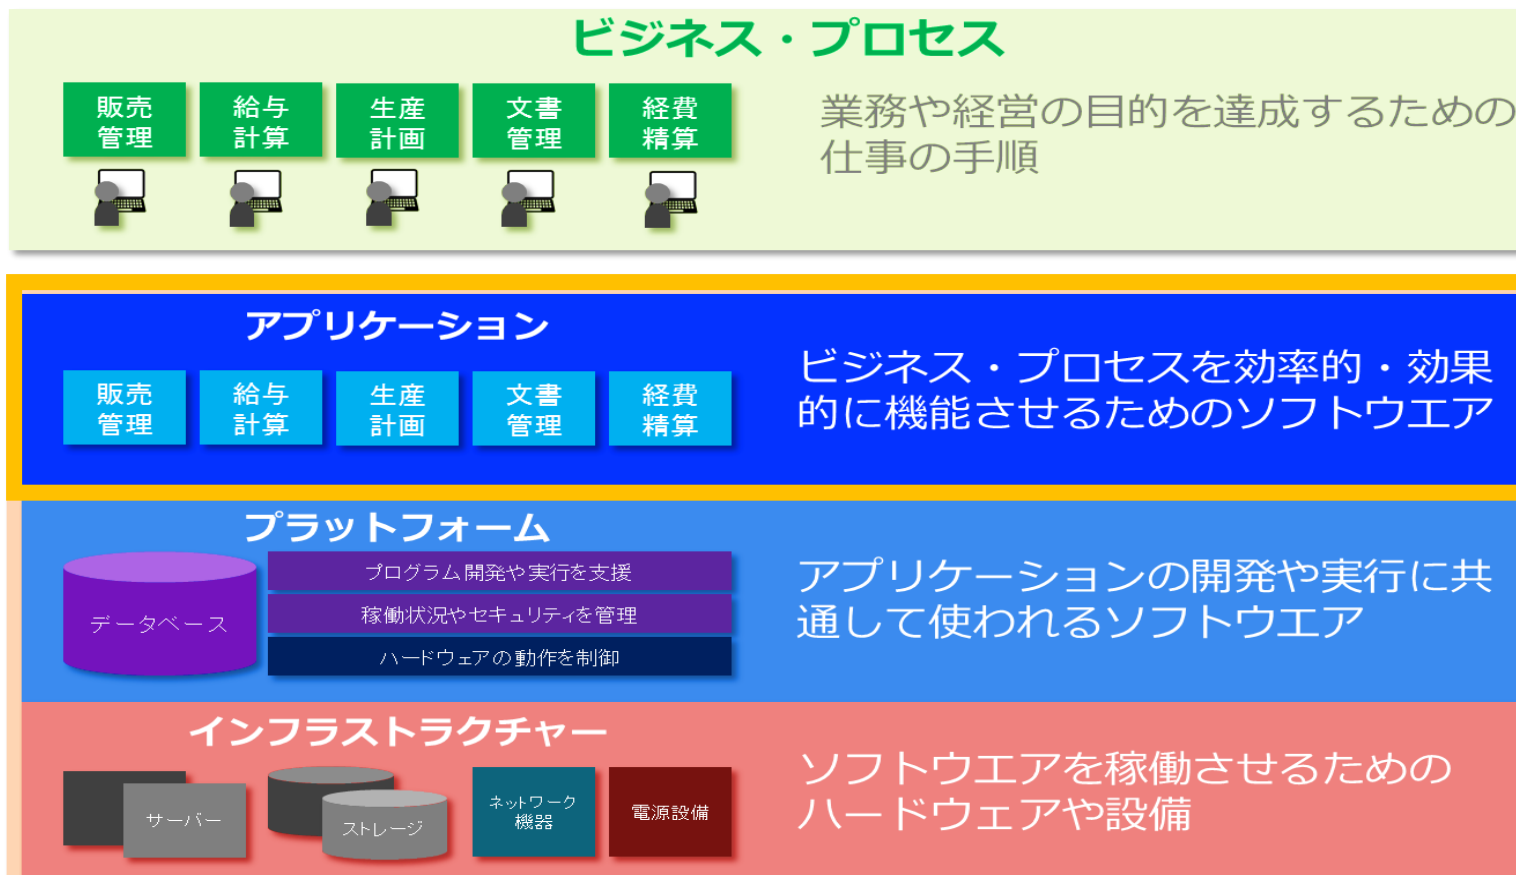 ビジネス・プロセス
販売
管理
給与
計算
生産
計画
文書
管理
経費
精算
業務や経営の目的を達成するための
仕事の手順
アプリケーション
販売
管理
給与
計算
生産
計画
文書
管理
経費
精算
ビジネス・プロセスを効率的・効果
的に機能させるためのソフトウエア
プラットフォーム
データベース
プログラム開発や実行を支援
稼働状況やセキュリティを管理
ハードウェアの動作を制御
アプリケーションの開発や実行に共
通して使われるソフトウエア
インフラストラクチャー
サーバー
ストレージ
ネットワーク
機器
電源設備
ソフトウエアを稼働させるための
ハードウェアや設備